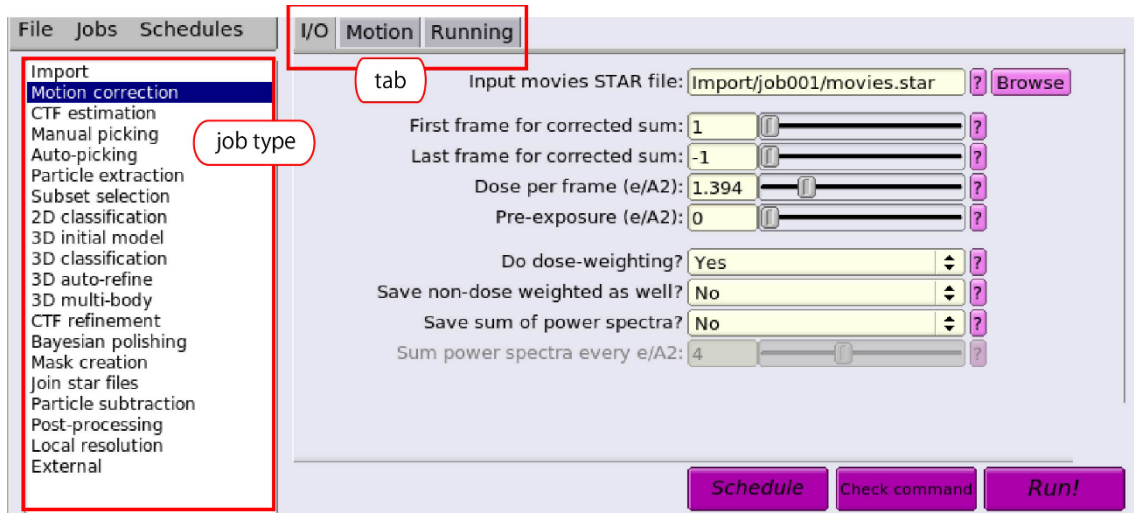 File Jobs Schedules
I/O Motion Running
tab
Import
Motion correction
CTF estimation
Manual picking
Auto-picking
Particle extraction
Subset selection
2D classification
3D initial model
3D classification
3D auto-refine
3D multi-body
CTF refinement
Bayesian polishing
Mask creation
Join star files
Particle subtraction
Post-processing
Local resolution
External
job type
Input movies STAR file: Import/job001/movies.star ? Browse
First frame for corrected sum: 1 ?
Last frame for corrected sum: -1 ?
Dose per frame (e/A2): 1.394 ?
Pre-exposure (e/A2): 0 ?
Do dose-weighting? Yes ?
Save non-dose weighted as well? No ?
Save sum of power spectra? No ?
Sum power spectra every e/A2: 4 ?
Schedule Check command Run!